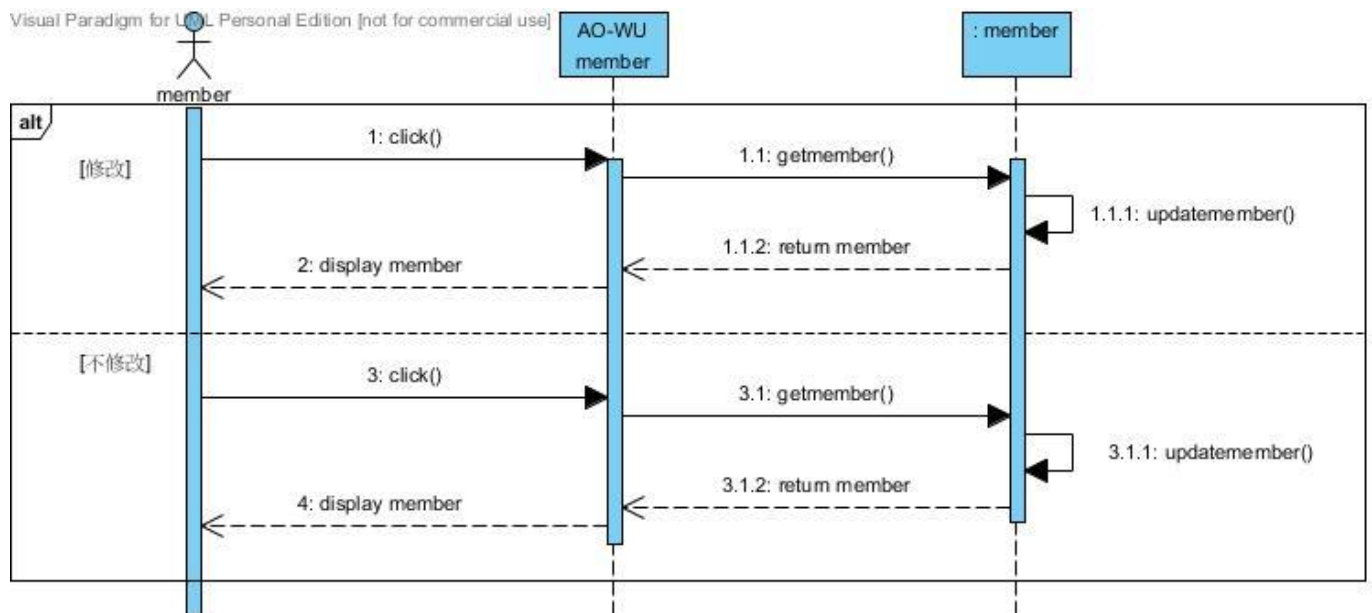 Visual Paradigm for UML Personal Edition [not for commercial use]
AO-WU
member
: member
member
alt
1: click()
[修改]
1.1: getmember()
1.1.1: updatemember()
1.1.2: return member
2: display member
[不修改]
3: click()
3.1: getmember()
3.1.1: updatemember()
3.1.2: return member
4: display member